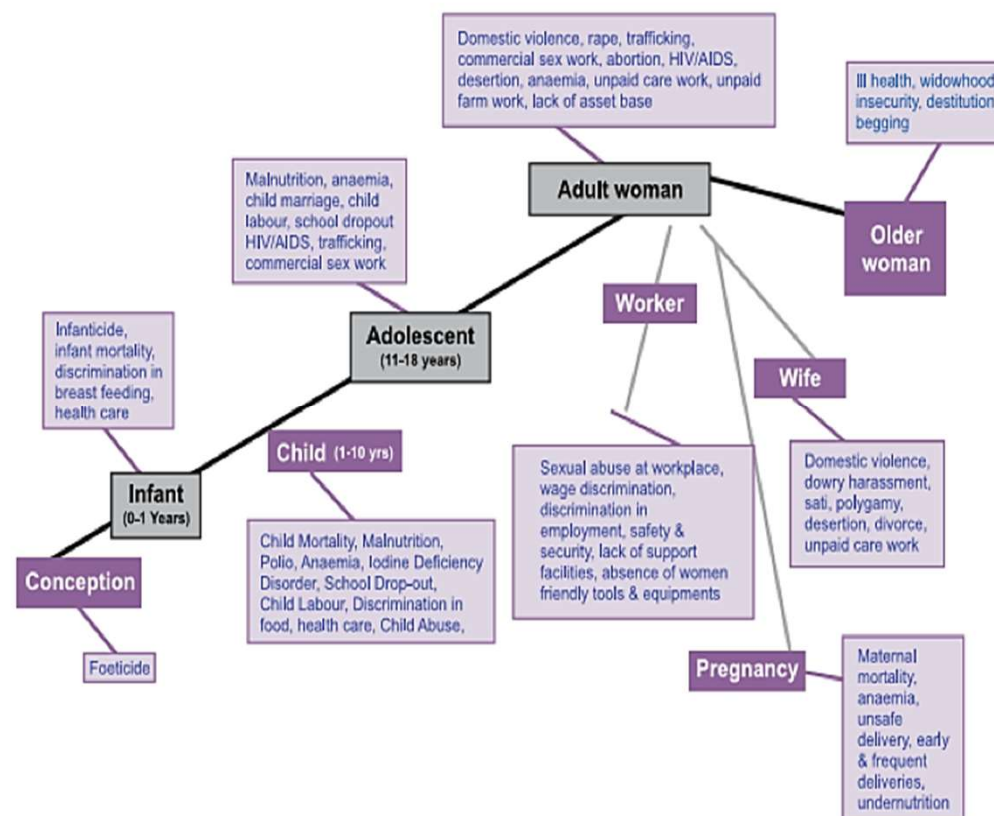 Domestic violence, rape, trafficking,
commercial sex work, abortion, HIV/AIDS,
desertion, anaemia, unpaid care work, unpaid
farm work, lack of asset base
Ill health, widowhood
insecurity, destitution
begging
Adult woman
Older
woman
Malnutrition, anaemia,
child marriage, child
labour, school dropout
HIV/AIDS, trafficking,
commercial sex work
Worker
Adolescent
(11-18 years)
Wife
Infanticide,
infant mortality,
discrimination in
breast feeding,
health care
Child (1-10 yrs)
Domestic violence,
dowry harassment,
sati, polygamy,
desertion, divorce,
unpaid care work
Sexual abuse at workplace,
wage discrimination,
discrimination in
employment, safety &
security, lack of support
facilities, absence of women
friendly tools & equipments
Infant
(0-1 Years)
Child Mortality, Malnutrition,
Polio, Anaemia, Iodine Deficiency
Disorder, School Drop-out,
Child Labour, Discrimination in
food, health care, Child Abuse,
Conception
Foeticide
Pregnancy
Maternal
mortality,
anaemia,
unsafe
delivery, early
& frequent
deliveries,
undernutrition